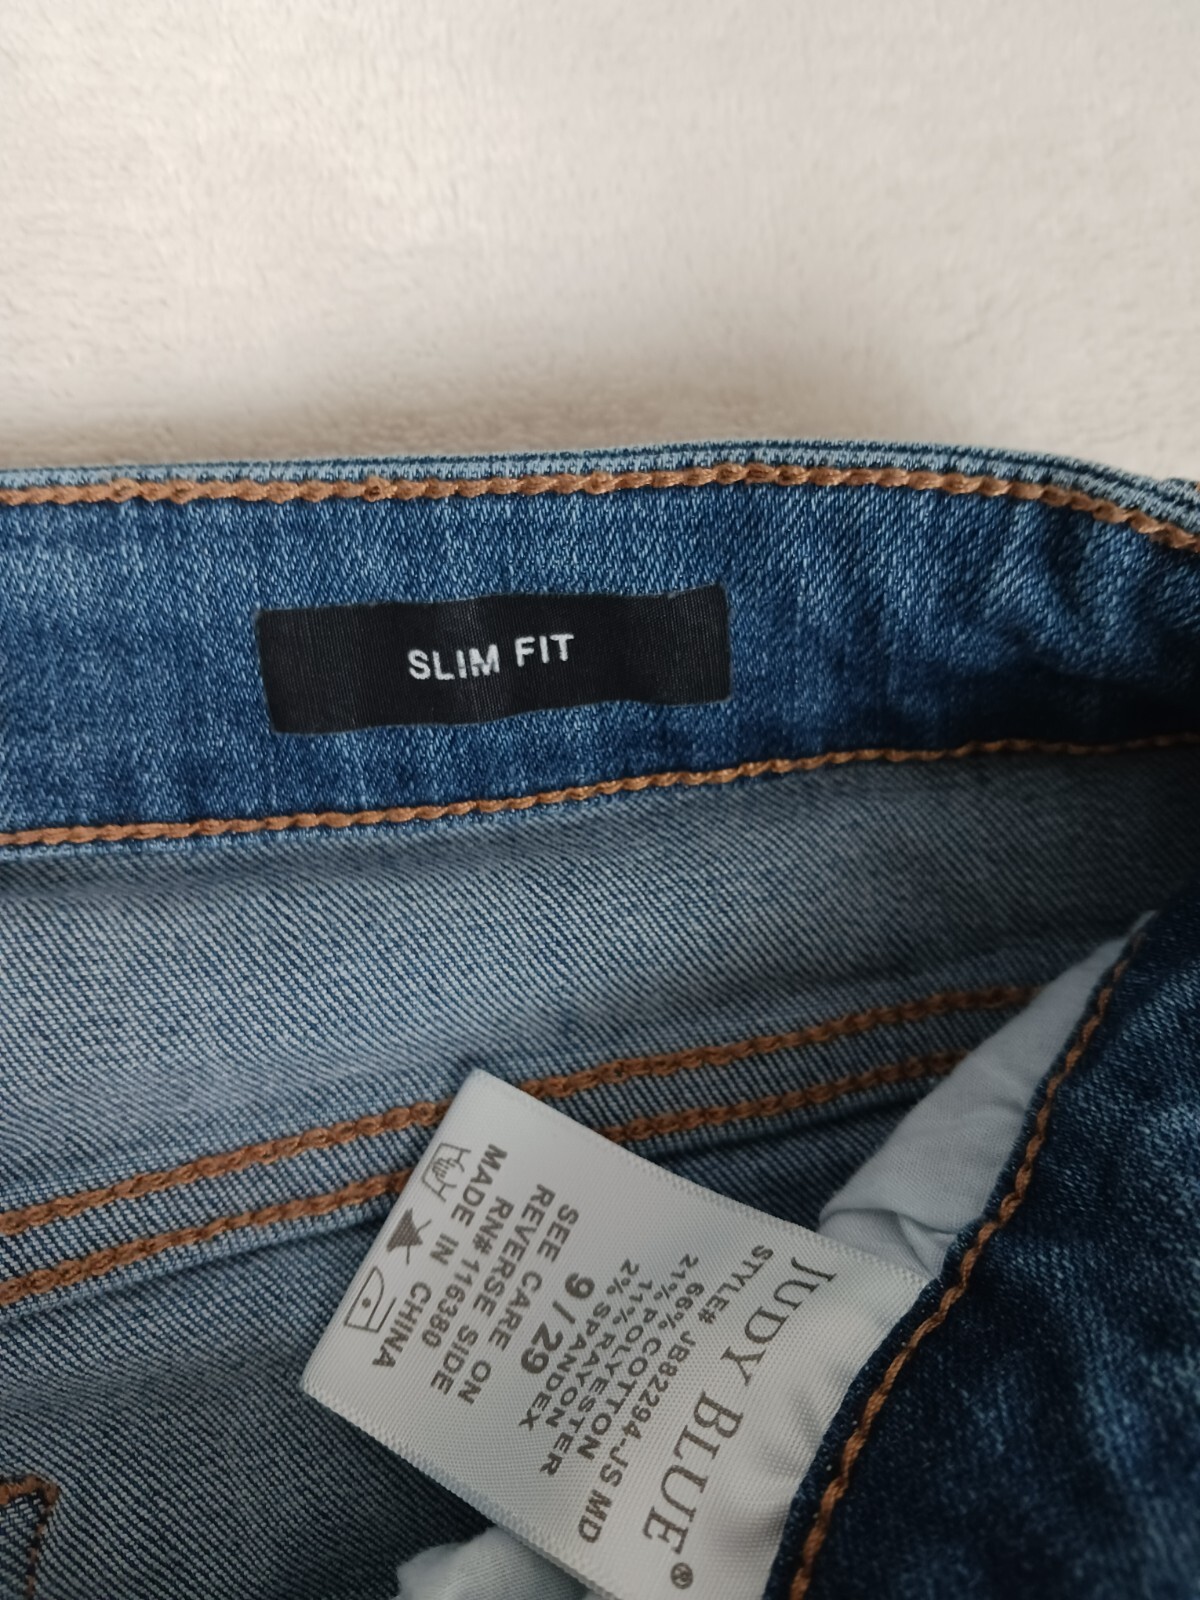 SLIM FIT
JUDY BLUE®
STYLE# JB82294-JS MD
66% COTTON
21% POLYESTER
11% RAYON
2% SPANDEX
9 / 29
SEE CARE ON
REVERSE SIDE
RN# 116380
MADE IN CHINA